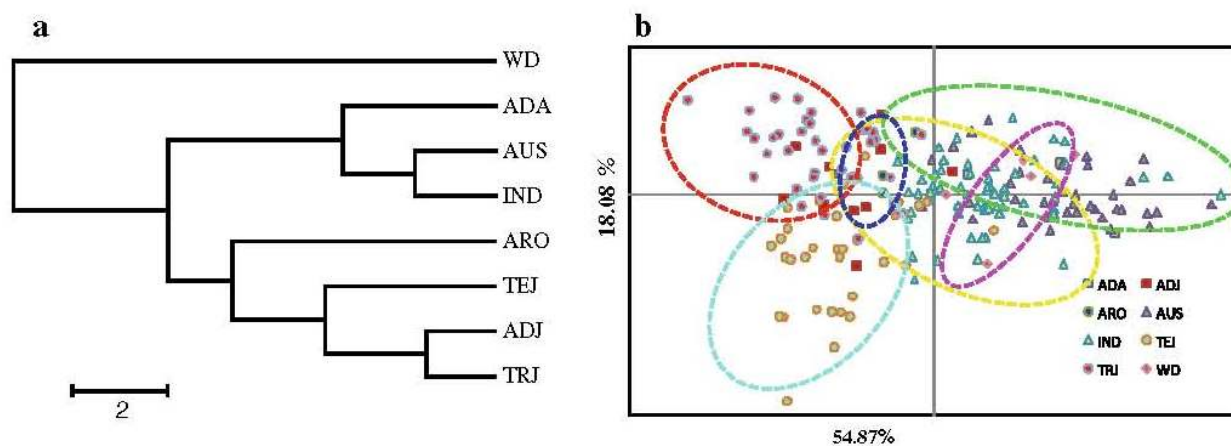 a
WD
ADA
AUS
IND
ARO
TEJ
ADJ
TRJ
2
b
18.08 %
54.87%
ADA ADJ
ARO AUS
IND TEJ
TRJ WD